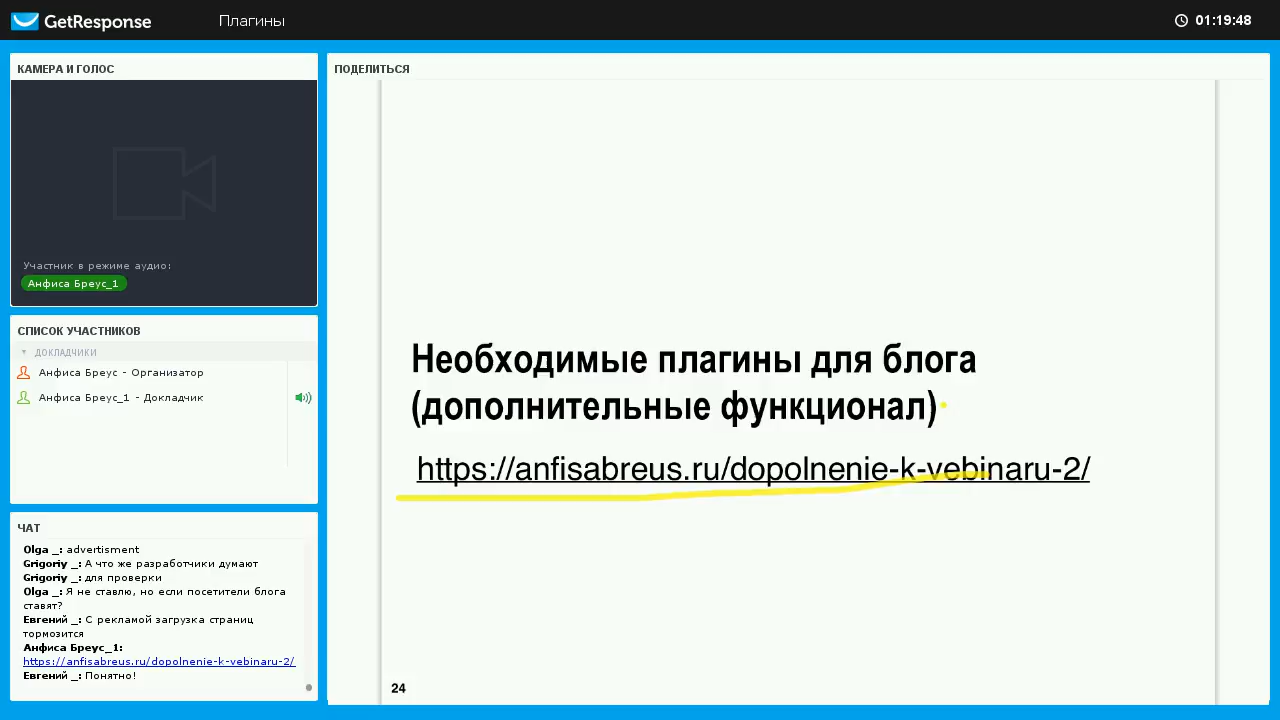 GetResponse
Плагины
01:19:48
КАМЕРА И ГОЛОС
Участник в режиме аудио:
Анфиса Бреус_1
СПИСОК УЧАСТНИКОВ
ДОКЛАДЧИКИ
Анфиса Бреус - Организатор
Анфиса Бреус_1 - Докладчик
ЧАТ
Olga _: advertisment
Grigoriy _: А что же разработчики думают
Grigoriy _: для проверки
Olga _: Я не ставлю, но если посетители блога
ставят?
Евгений _: С рекламой загрузка страниц
тормозится
Анфиса Бреус_1:
https://anfisabreus.ru/dopolnenie-k-vebinaru-2/
Евгений _: Понятно!
ПОДЕЛИТЬСЯ
Необходимые плагины для блога
(дополнительные функционал)
https://anfisabreus.ru/dopolnenie-k-vebinaru-2/
24